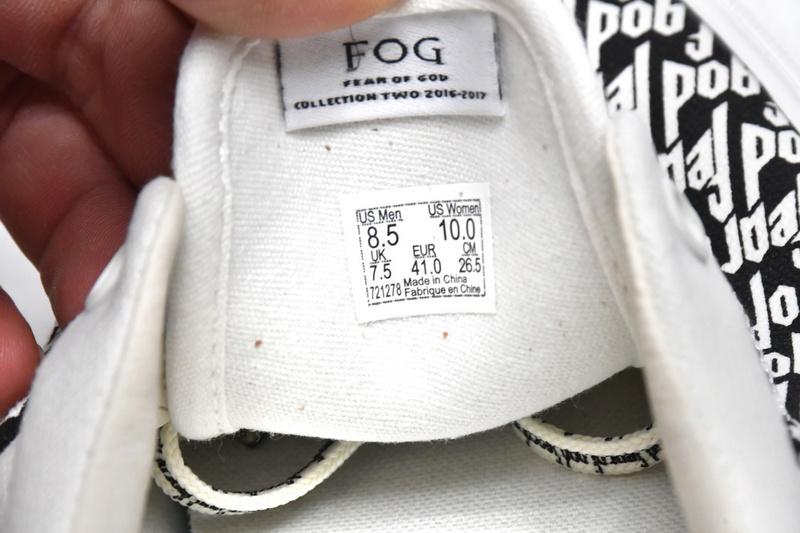 FOG
FEAR OF GOD
COLLECTION TWO 2016-2017
US Men US Women
8.5 10.0
UK EUR CM
7.5 41.0 26.5
721278 Made in China
Fabrique en Chine